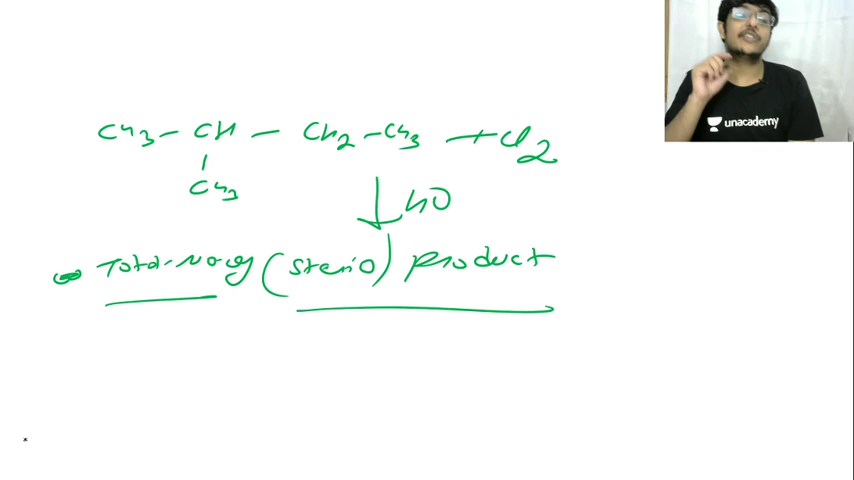 CH3 - CH - CH2 - CH3 + Cl2
|
CH3
hν
Total-No of (sterio) product
unacademy
*